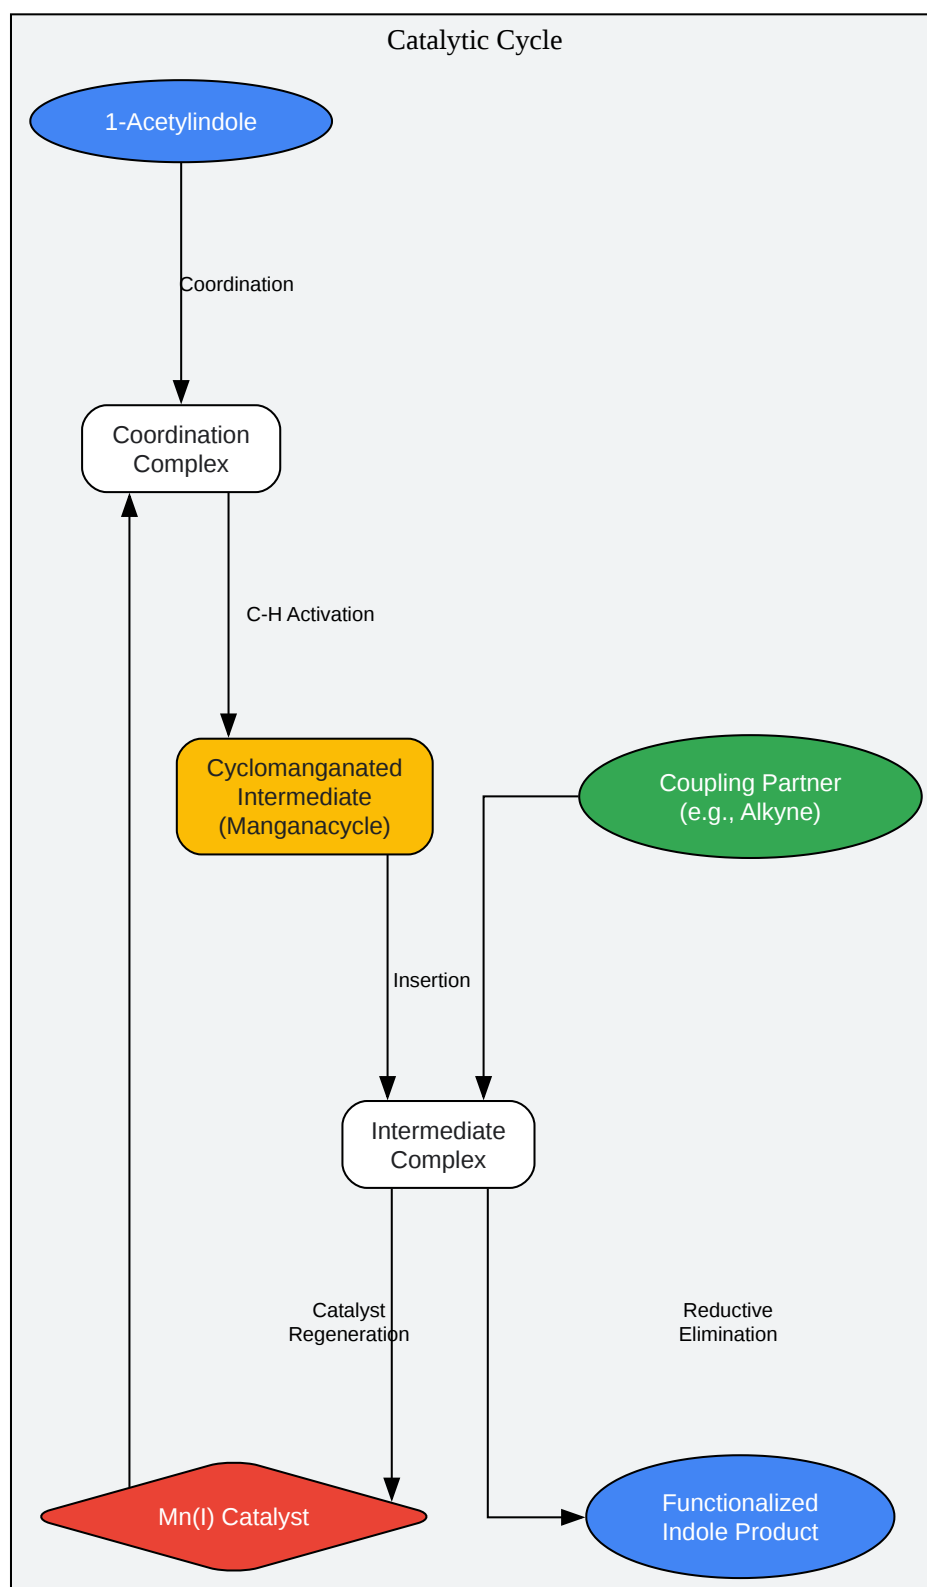 Catalytic Cycle
1-Acetylindole
Coordination
Coordination
Complex
C-H Activation
Cyclomanganated
Intermediate
(Manganacycle)
Coupling Partner
(e.g., Alkyne)
Insertion
Intermediate
Complex
Catalyst
Regeneration
Reductive
Elimination
Mn(I) Catalyst
Functionalized
Indole Product